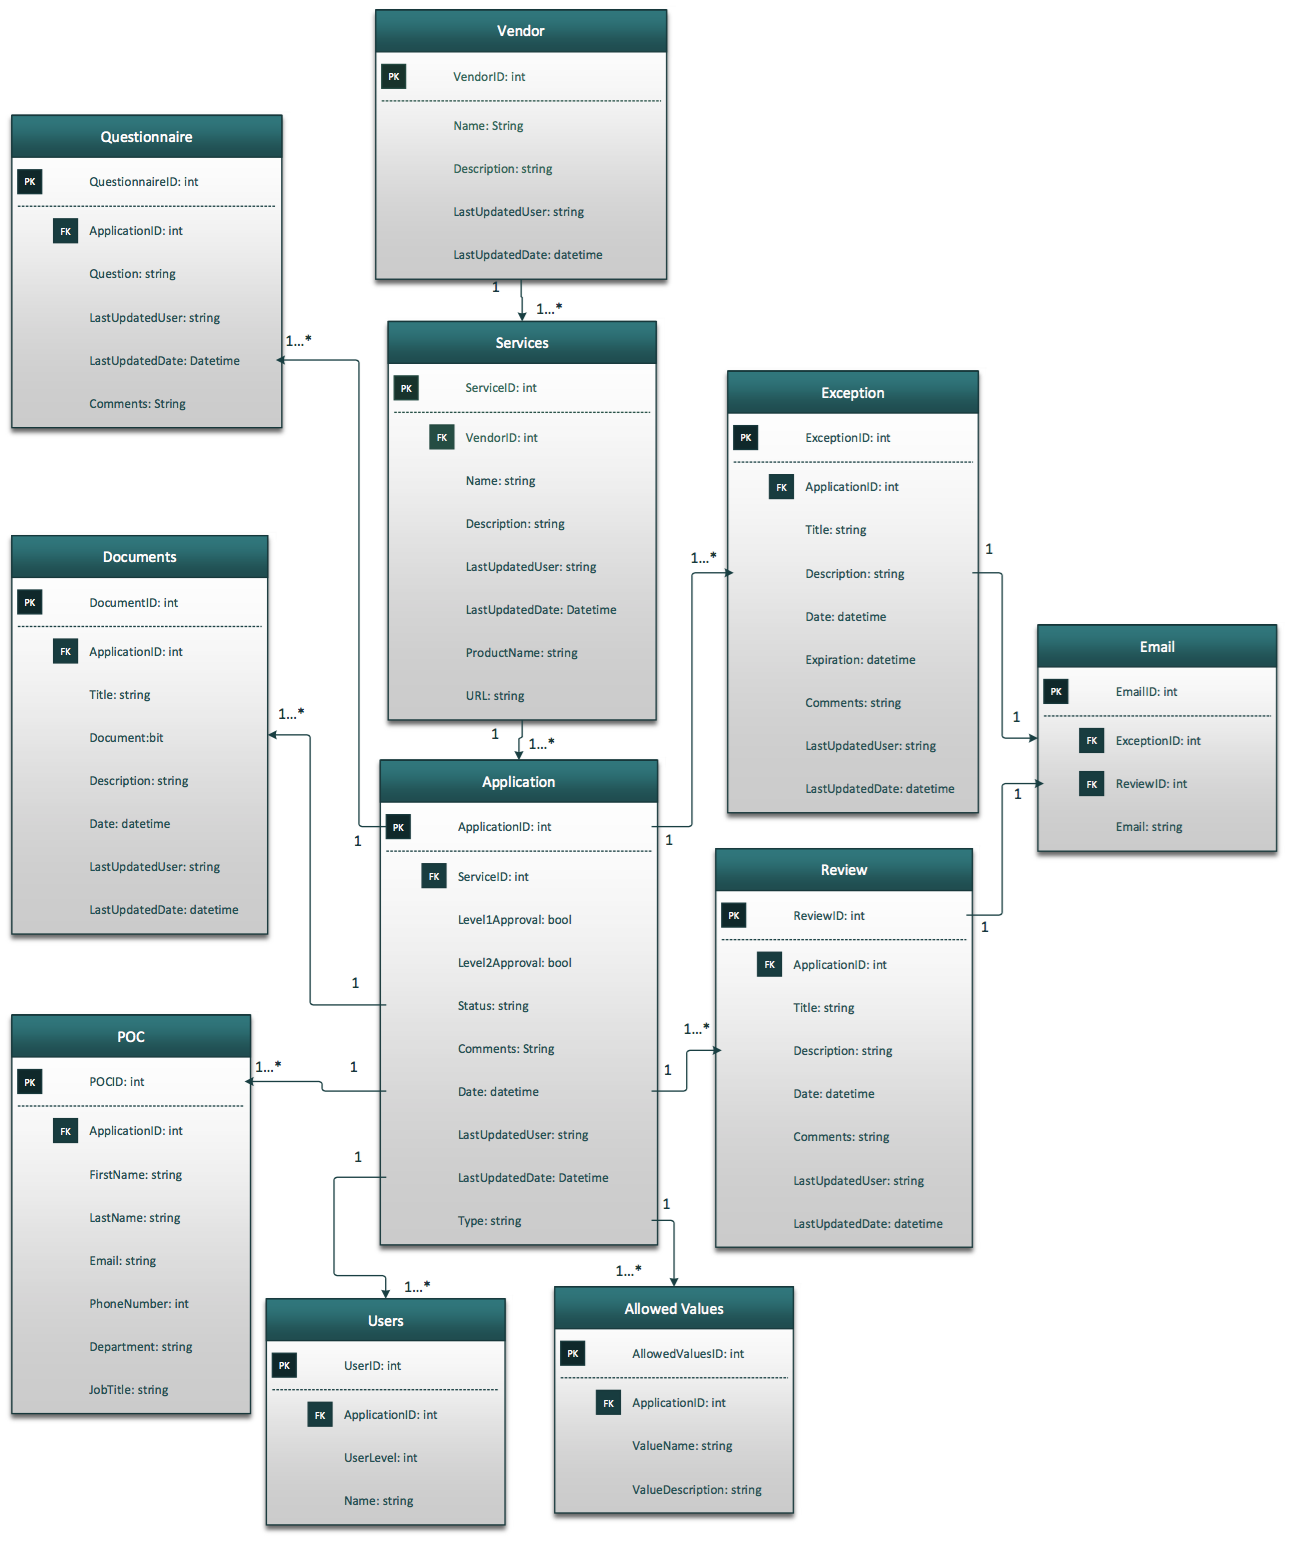 Vendor
PK
VendorID: int
Name: String
Description: string
LastUpdatedUser: string
LastUpdatedDate: datetime
1
1...*
Questionnaire
PK
QuestionnaireID: int
FK
ApplicationID: int
Question: string
LastUpdatedUser: string
LastUpdatedDate: Datetime
Comments: String
1...*
Services
PK
ServiceID: int
FK
VendorID: int
Name: string
Description: string
LastUpdatedUser: string
LastUpdatedDate: Datetime
ProductName: string
URL: string
1
1...*
Exception
PK
ExceptionID: int
FK
ApplicationID: int
Title: string
Description: string
Date: datetime
Expiration: datetime
Comments: string
LastUpdatedUser: string
LastUpdatedDate: datetime
1...*
1
1
Documents
PK
DocumentID: int
FK
ApplicationID: int
Title: string
Document:bit
Description: string
Date: datetime
LastUpdatedUser: string
LastUpdatedDate: datetime
1...*
Email
PK
EmailID: int
FK
ExceptionID: int
FK
ReviewID: int
Email: string
1
Application
PK
ApplicationID: int
FK
ServiceID: int
Level1Approval: bool
Level2Approval: bool
Status: string
Comments: String
Date: datetime
LastUpdatedUser: string
LastUpdatedDate: Datetime
Type: string
1
1
1
1
1
1
1
Review
PK
ReviewID: int
FK
ApplicationID: int
Title: string
Description: string
Date: datetime
Comments: string
LastUpdatedUser: string
LastUpdatedDate: datetime
1
1...*
POC
PK
POCID: int
FK
ApplicationID: int
FirstName: string
LastName: string
Email: string
PhoneNumber: int
Department: string
JobTitle: string
1...*
Users
PK
UserID: int
FK
ApplicationID: int
UserLevel: int
Name: string
1...*
Allowed Values
PK
AllowedValuesID: int
FK
ApplicationID: int
ValueName: string
ValueDescription: string
1...*